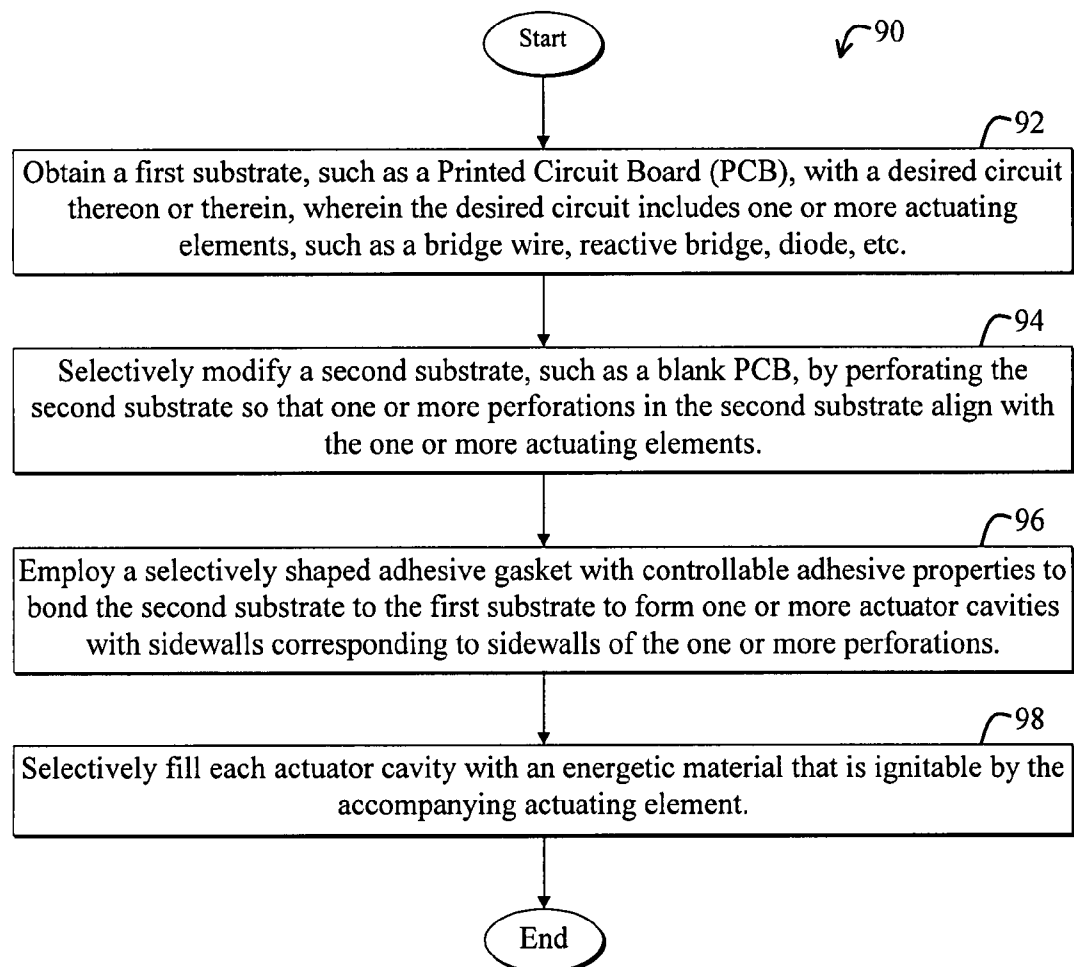 Start
90
92
Obtain a first substrate, such as a Printed Circuit Board (PCB), with a desired circuit
thereon or therein, wherein the desired circuit includes one or more actuating
elements, such as a bridge wire, reactive bridge, diode, etc.
94
Selectively modify a second substrate, such as a blank PCB, by perforating the
second substrate so that one or more perforations in the second substrate align with
the one or more actuating elements.
96
Employ a selectively shaped adhesive gasket with controllable adhesive properties to
bond the second substrate to the first substrate to form one or more actuator cavities
with sidewalls corresponding to sidewalls of the one or more perforations.
98
Selectively fill each actuator cavity with an energetic material that is ignitable by the
accompanying actuating element.
End